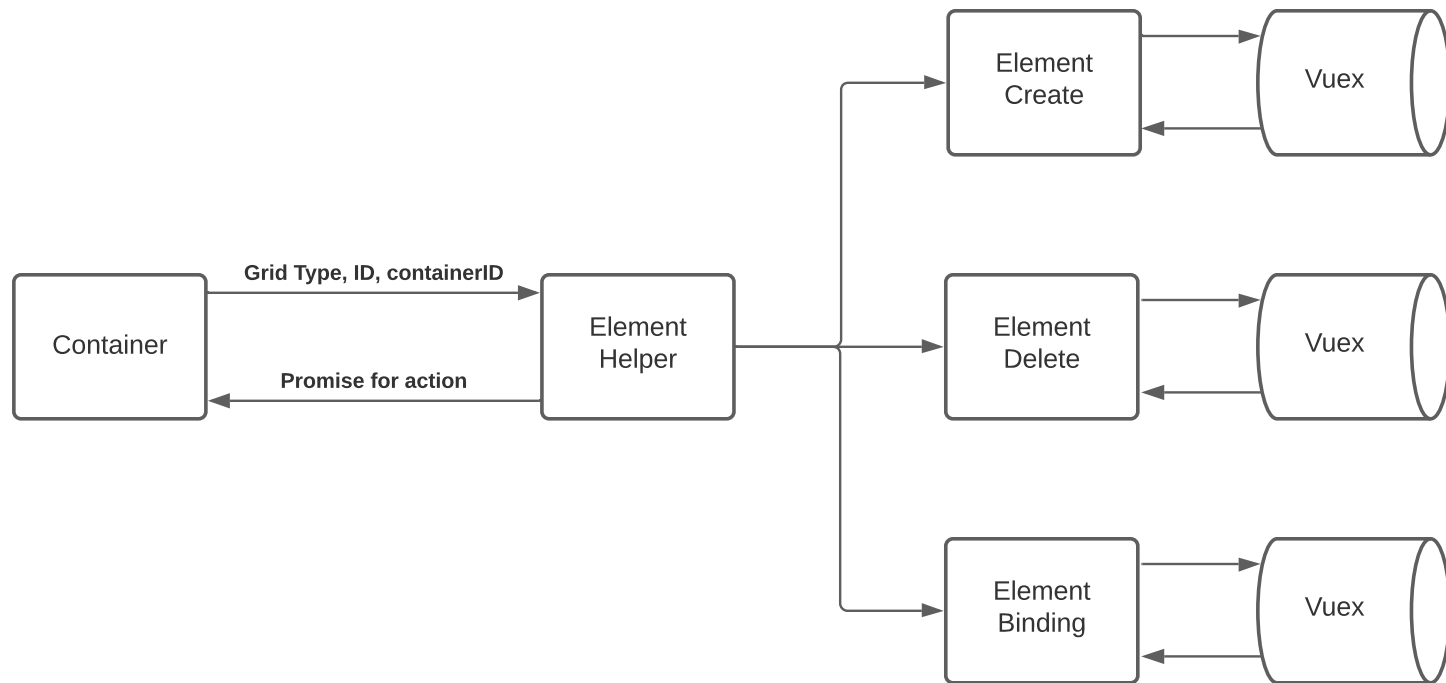 Element
Create
Vuex
Grid Type, ID, containerID
Container
Promise for action
Element
Helper
Element
Delete
Vuex
Element
Binding
Vuex